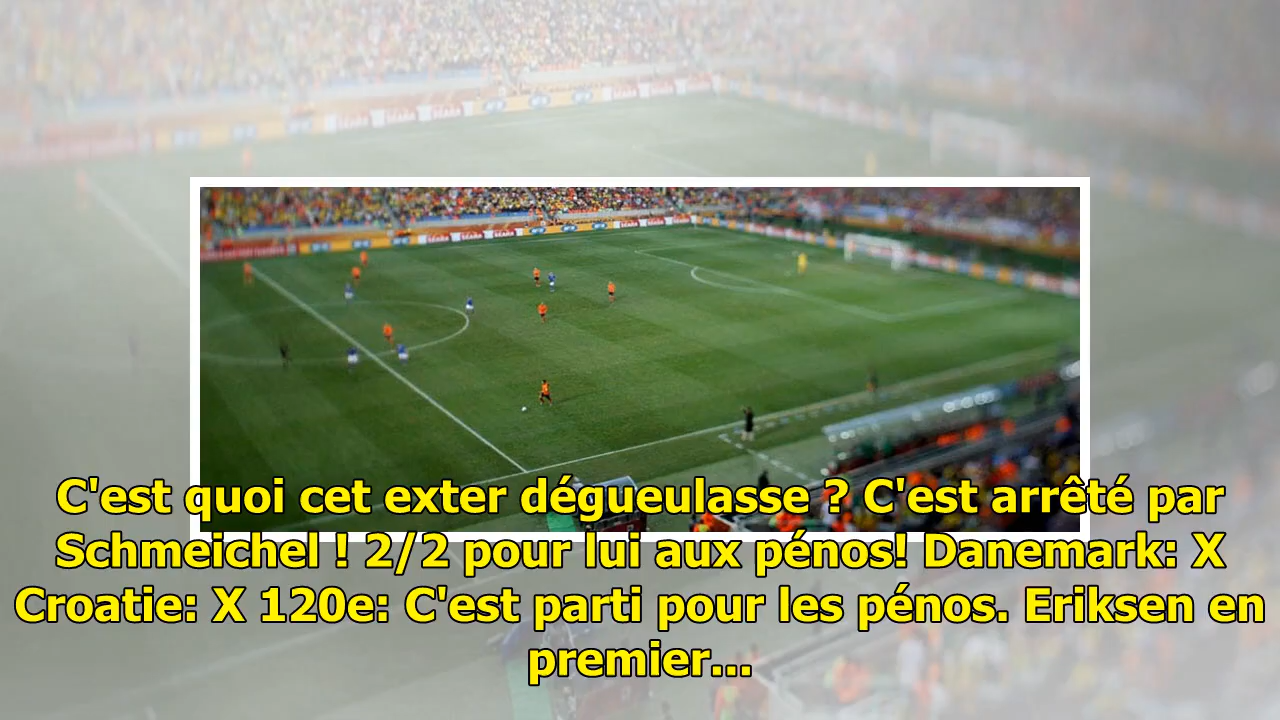 C'est quoi cet exter dégueulasse ? C'est arrêté par
Schmeichel ! 2/2 pour lui aux pénos! Danemark: X
Croatie: X 120e: C'est parti pour les pénos. Eriksen en
premier...